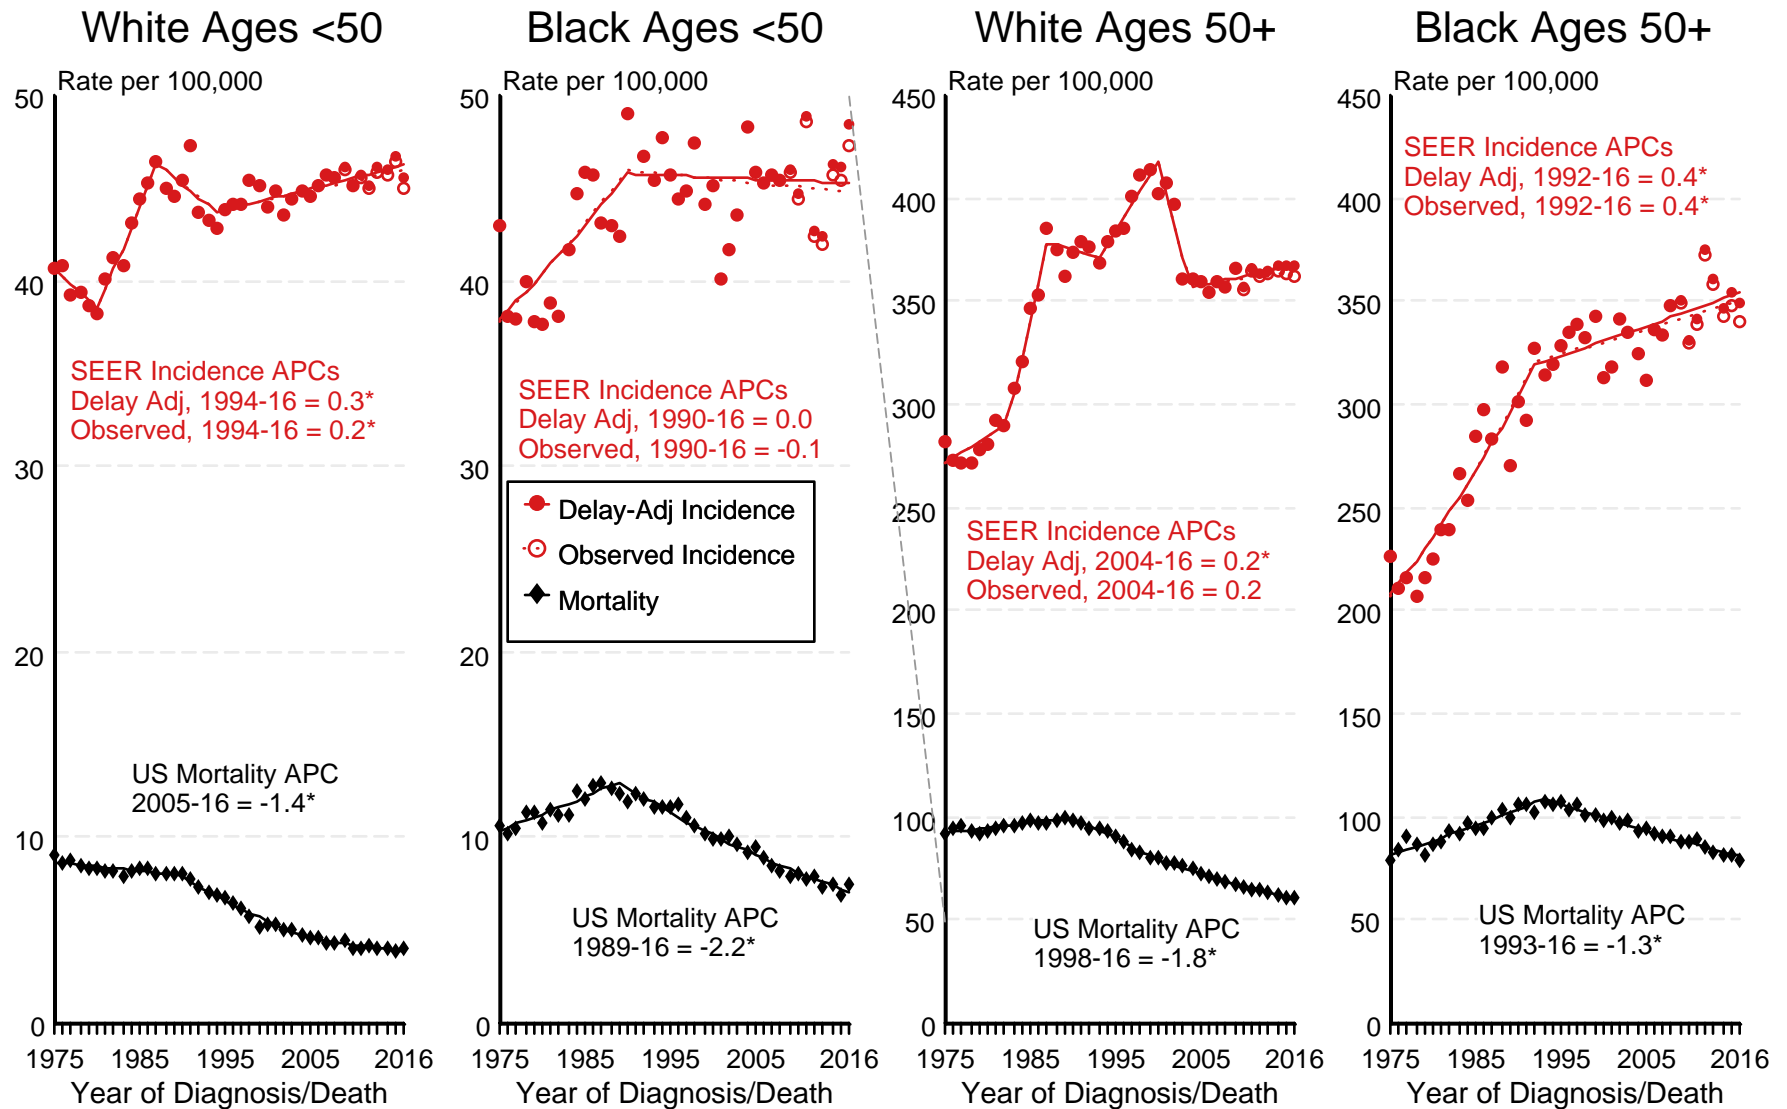 White Ages <50
Rate per 100,000
50
40
30
20
10
0
SEER Incidence APCs
Delay Adj, 1994-16 = 0.3*
Observed, 1994-16 = 0.2*
US Mortality APC
2005-16 = -1.4*
1975 1985 1995 2005 2016
Year of Diagnosis/Death
Black Ages <50
Rate per 100,000
50
40
30
20
10
0
SEER Incidence APCs
Delay Adj, 1990-16 = 0.0
Observed, 1990-16 = -0.1
Delay-Adj Incidence
Observed Incidence
Mortality
US Mortality APC
1989-16 = -2.2*
1975 1985 1995 2005 2016
Year of Diagnosis/Death
White Ages 50+
Rate per 100,000
450
400
350
300
250
200
150
100
50
0
SEER Incidence APCs
Delay Adj, 2004-16 = 0.2*
Observed, 2004-16 = 0.2
US Mortality APC
1998-16 = -1.8*
1975 1985 1995 2005 2016
Year of Diagnosis/Death
Black Ages 50+
Rate per 100,000
450
400
350
300
250
200
150
100
50
0
SEER Incidence APCs
Delay Adj, 1992-16 = 0.4*
Observed, 1992-16 = 0.4*
US Mortality APC
1993-16 = -1.3*
1975 1985 1995 2005 2016
Year of Diagnosis/Death